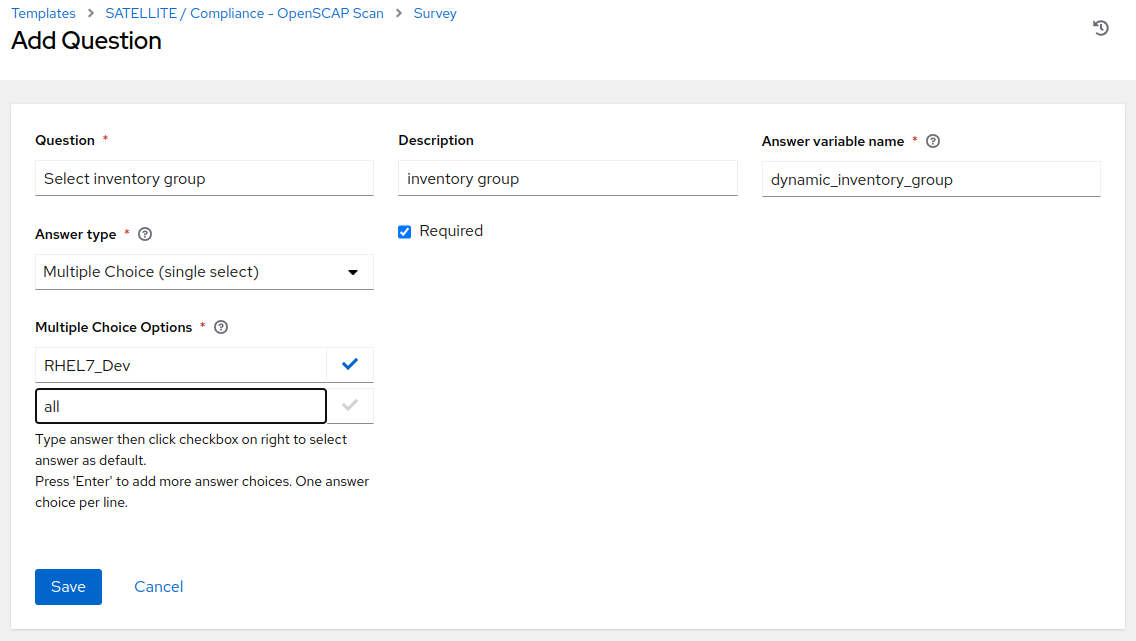 Templates > SATELLITE / Compliance - OpenSCAP Scan > Survey
Add Question
Question *
Description
Answer variable name *
Select inventory group
inventory group
dynamic_inventory_group
Answer type *
Required
Multiple Choice (single select)
Multiple Choice Options *
RHEL7_Dev
all
Type answer then click checkbox on right to select
answer as default.
Press 'Enter' to add more answer choices. One answer
choice per line.
Save
Cancel